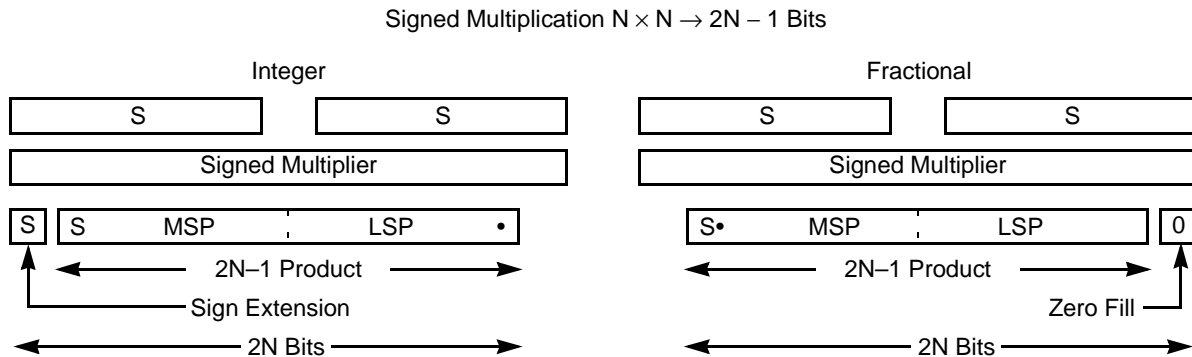 Signed Multiplication N × N → 2N – 1 Bits
Integer
Fractional
S S
S S
Signed Multiplier
Signed Multiplier
S S MSP LSP •
S• MSP LSP 0
2N–1 Product
2N–1 Product
Sign Extension
Zero Fill
2N Bits
2N Bits